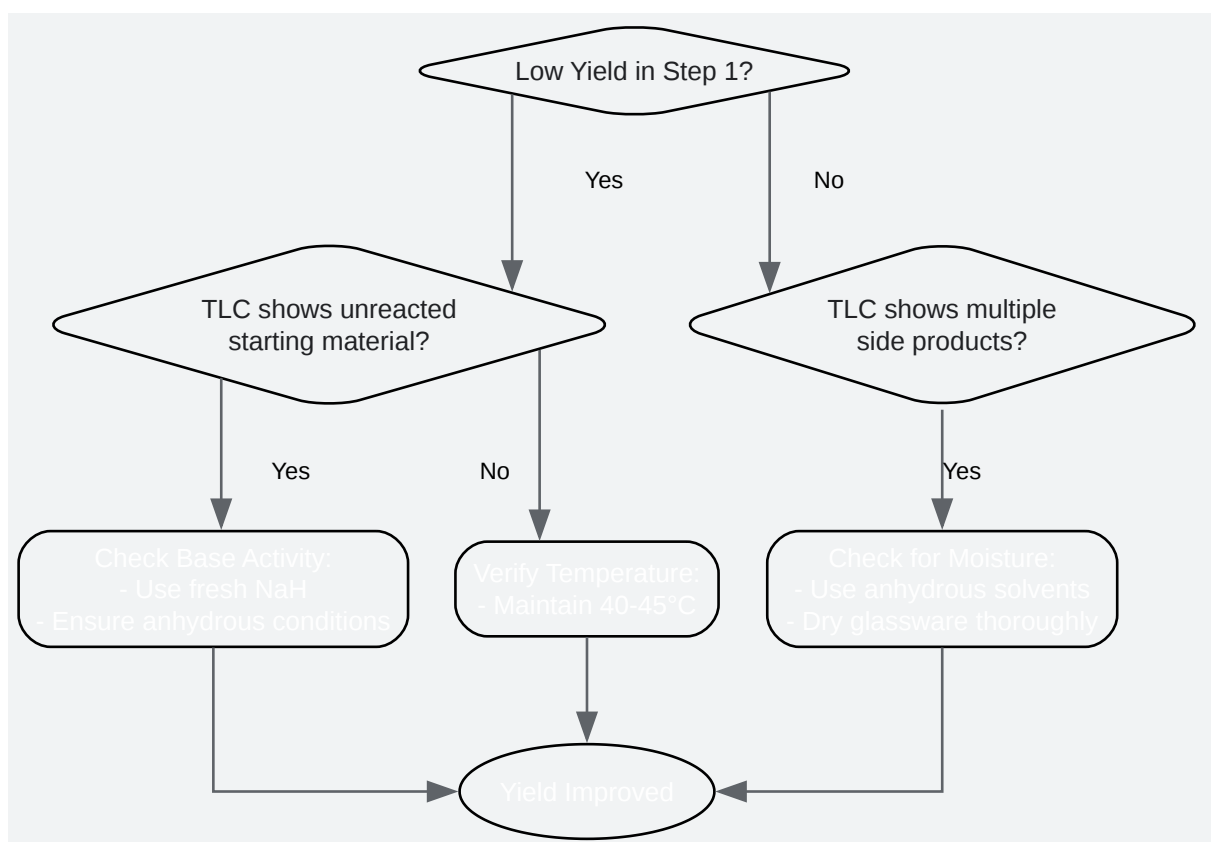 Low Yield in Step 1?
Yes
No
TLC shows unreacted
starting material?
TLC shows multiple
side products?
Yes
No
Yes
Check Base Activity:
- Use fresh NaH
- Ensure anhydrous conditions
Verify Temperature:
- Maintain 40-45°C
Check for Moisture:
- Use anhydrous solvents
- Dry glassware thoroughly
Yield Improved